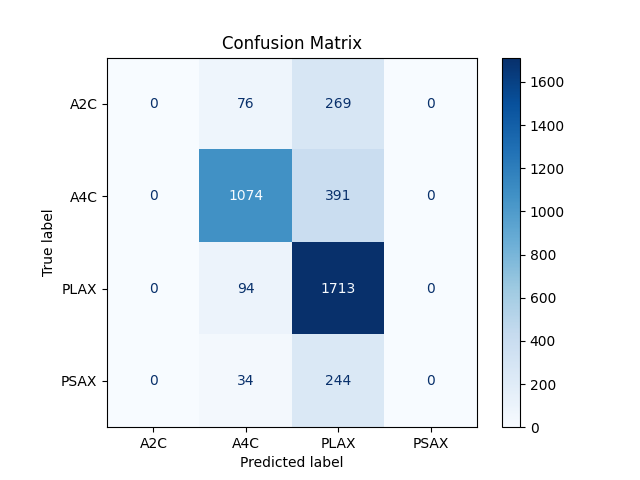 Confusion Matrix
A2C 0 76 269 0
A4C 0 1074 391 0
PLAX 0 94 1713 0
PSAX 0 34 244 0
A2C A4C PLAX PSAX
Predicted label
True label
1600
1400
1200
1000
800
600
400
200
0